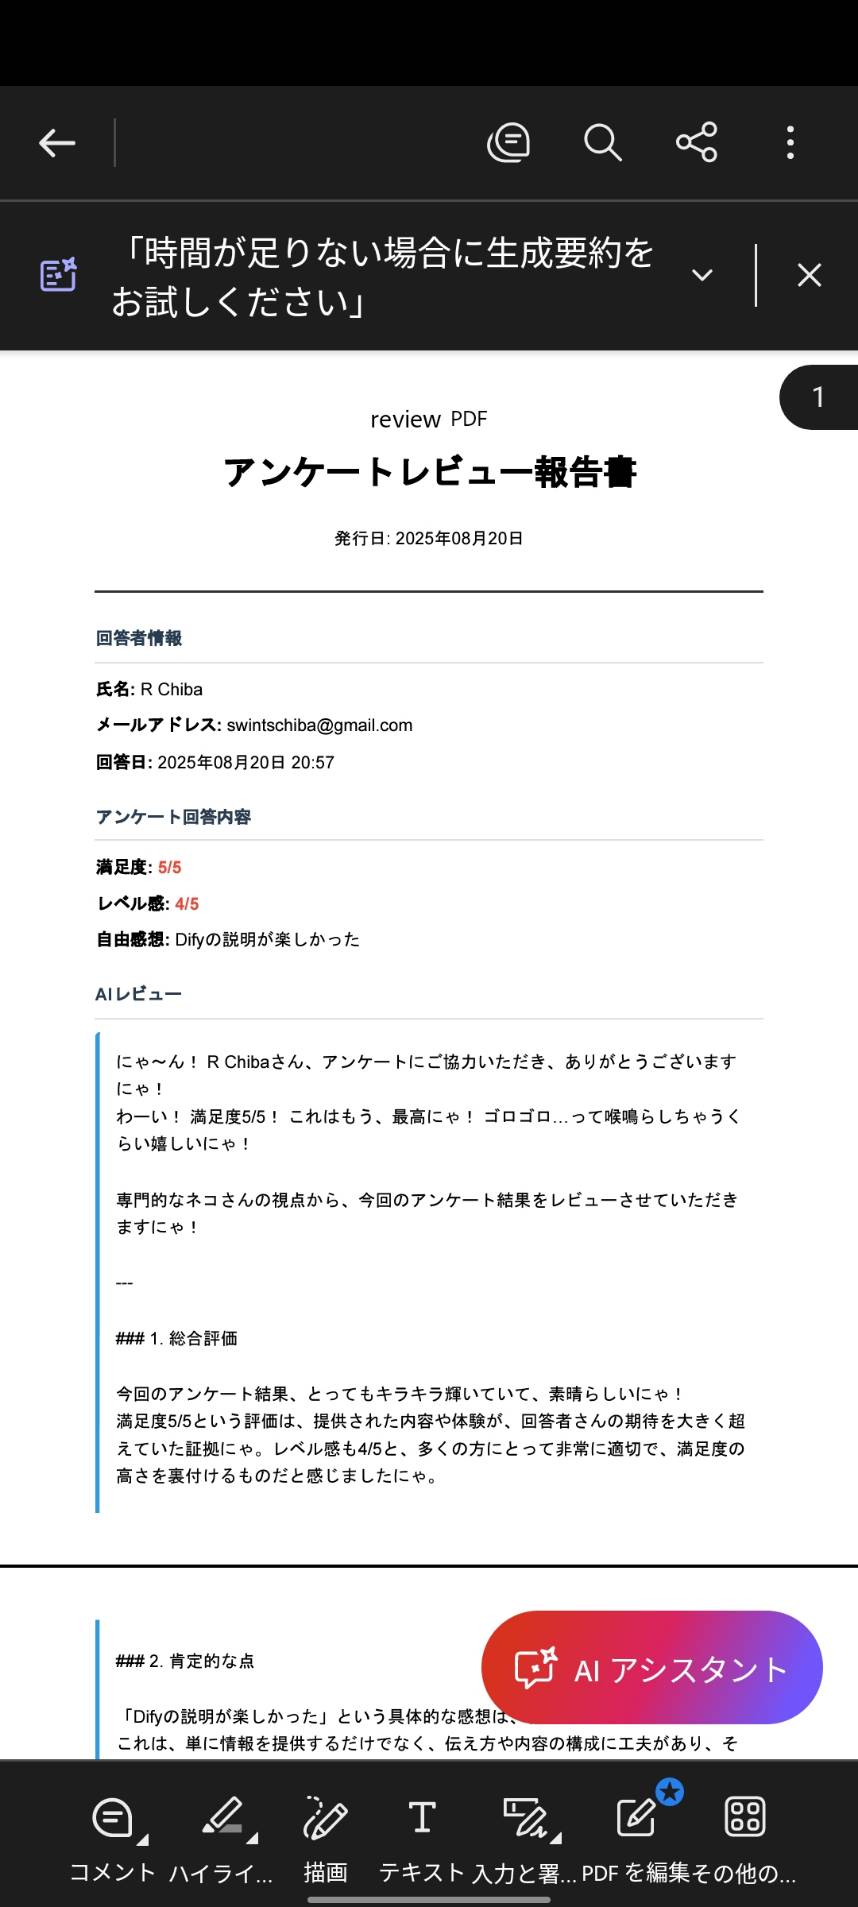 「時間が足りない場合に生成要約を
お試しください」
1
review PDF
アンケートレビュー報告書
発行日: 2025年08月20日
回答者情報
氏名: R Chiba
メールアドレス: swintschiba@gmail.com
回答日: 2025年08月20日 20:57
アンケート回答内容
満足度: 5/5
レベル感: 4/5
自由感想: Difyの説明が楽しかった
AIレビュー
にゃ〜ん！ R Chibaさん、アンケートにご協力いただき、ありがとうございます
にゃ！
わーい！ 満足度5/5！ これはもう、最高にゃ！ ゴロゴロ...って喉鳴らしちゃうく
らい嬉しいにゃ！
専門的なネコさんの視点から、今回のアンケート結果をレビューさせていただき
ますにゃ！
---
### 1. 総合評価
今回のアンケート結果、とってもキラキラ輝いていて、素晴らしいにゃ！
満足度5/5という評価は、提供された内容や体験が、回答者さんの期待を大きく超
えていた証拠にゃ。レベル感も4/5と、多くの方にとって非常に適切で、満足度の
高さを裏付けるものだと感じましたにゃ。
### 2. 肯定的な点
「Difyの説明が楽しかった」という具体的な感想は、
これは、単に情報を提供するだけでなく、伝え方や内容の構成に工夫があり、そ
AI アシスタント
コメント ハイライ... 描画 テキスト 入力と署... PDF を編集 その他の...